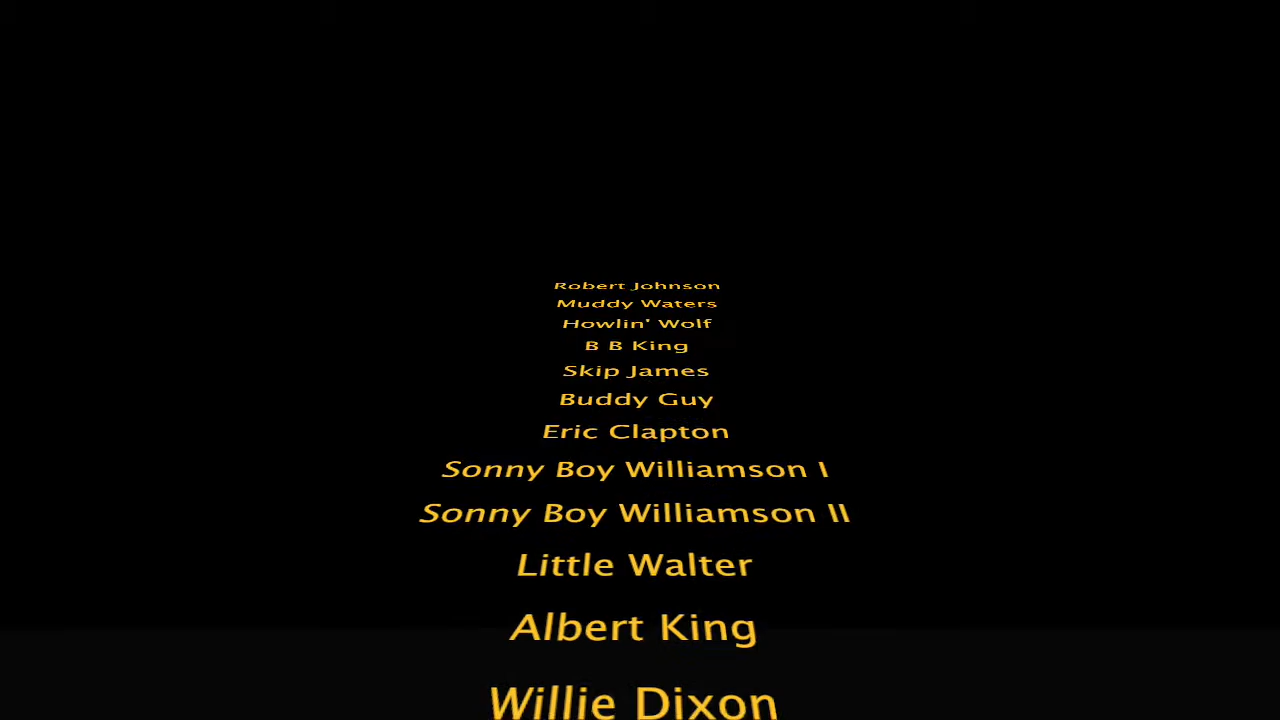 Robert Johnson
Muddy Waters
Howlin' Wolf
B B King
Skip James
Buddy Guy
Eric Clapton
Sonny Boy Williamson I
Sonny Boy Williamson II
Little Walter
Albert King
Willie Dixon